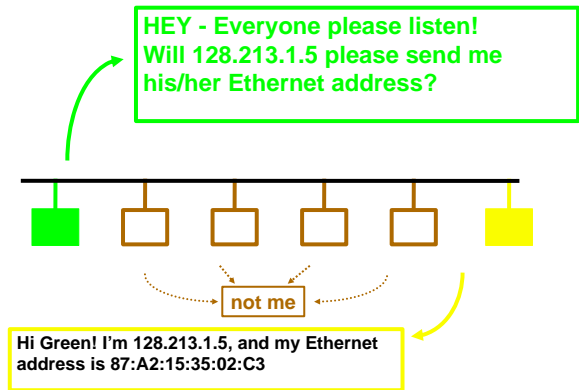 HEY - Everyone please listen!
Will 128.213.1.5 please send me
his/her Ethernet address?
not me
Hi Green! I'm 128.213.1.5, and my Ethernet
address is 87:A2:15:35:02:C3